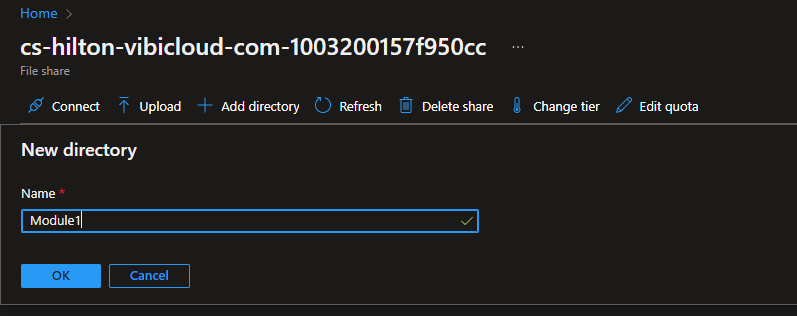 Home >
cs-hilton-vibicloud-com-1003200157f950cc ...
File share
Connect Upload Add directory Refresh Delete share Change tier Edit quota
New directory
Name *
Module1
OK Cancel